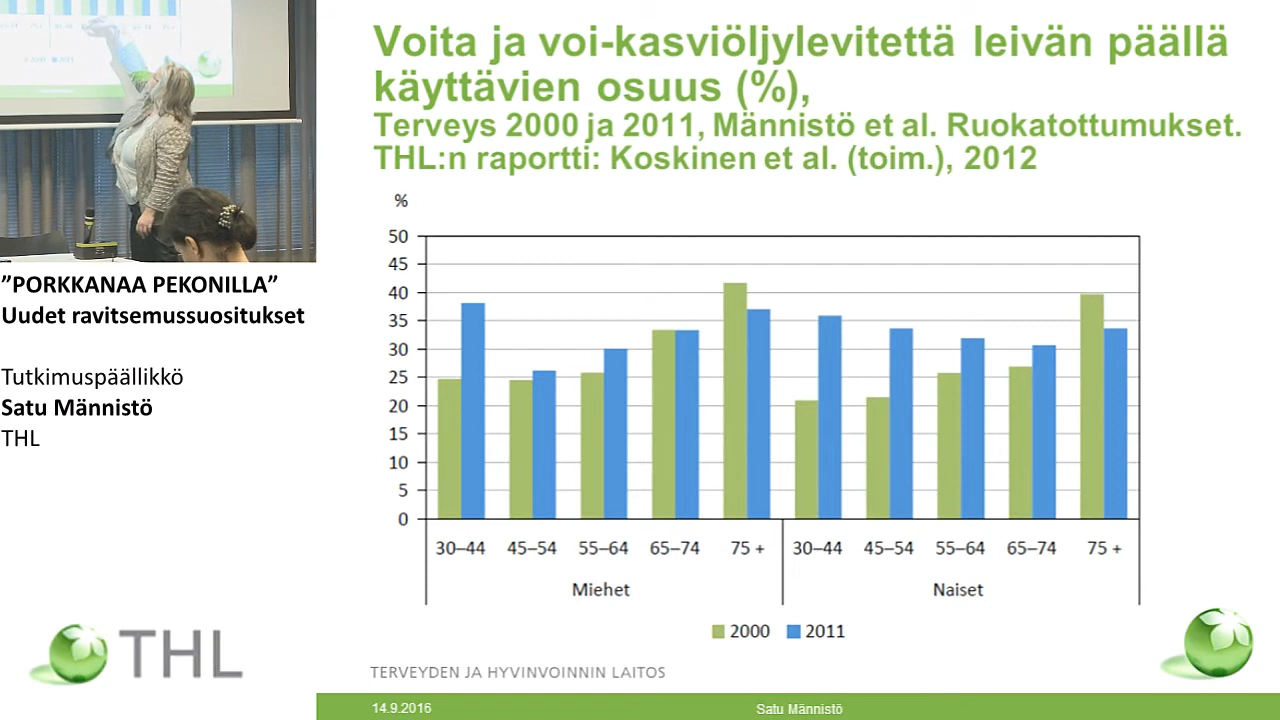 Voita ja voi-kasviöljylevitettä leivän päällä
käyttävien osuus (%),
Terveys 2000 ja 2011, Männistö et al. Ruokatottumukset.
THL:n raportti: Koskinen et al. (toim.), 2012
”PORKKANAA PEKONILLA”
Uudet ravitsemussuositukset
Tutkimuspäällikkö
Satu Männistö
THL
%
50
45
40
35
30
25
20
15
10
5
0
30–44 45–54 55–64 65–74 75 + 30–44 45–54 55–64 65–74 75 +
Miehet Naiset
2000 2011
THL
TERVEYDEN JA HYVINVOINNIN LAITOS
14.9.2016 Satu Männistö